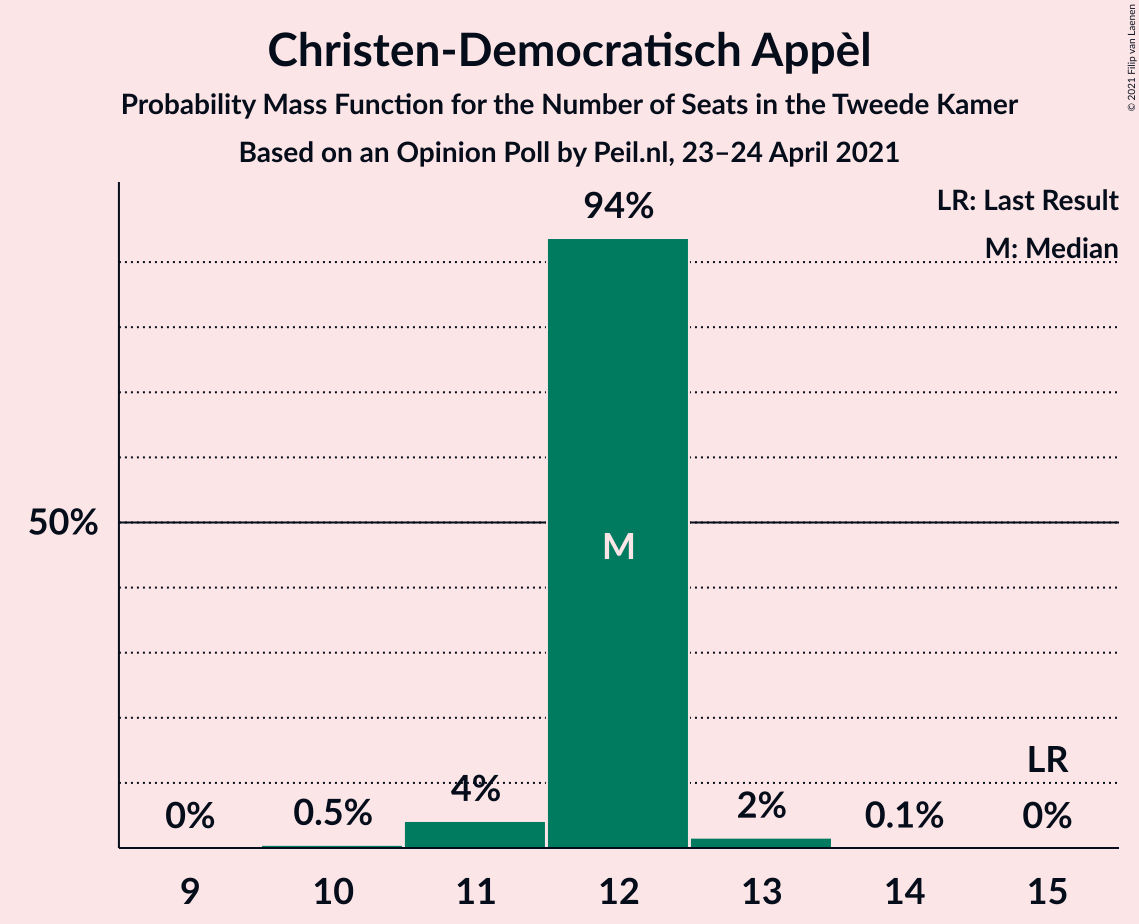 Christen-Democratisch Appèl
Probability Mass Function for the Number of Seats in the Tweede Kamer
Based on an Opinion Poll by Peil.nl, 23–24 April 2021
© 2021 Filip van Laenen
LR: Last Result
M: Median
94%
50%
M
LR
0%
0.5%
4%
2%
0.1%
0%
9
10
11
12
13
14
15